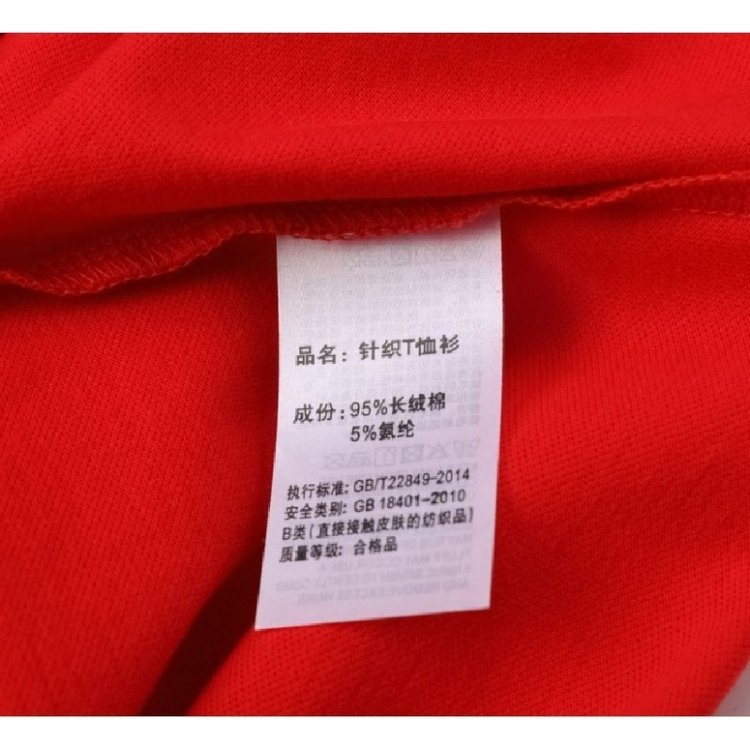 品名：针织T恤衫
成份：95%长绒棉
5%氨纶
执行标准：GB/T22849-2014
安全类别：GB 18401-2010
B类(直接接触皮肤的纺织品)
质量等级：合格品